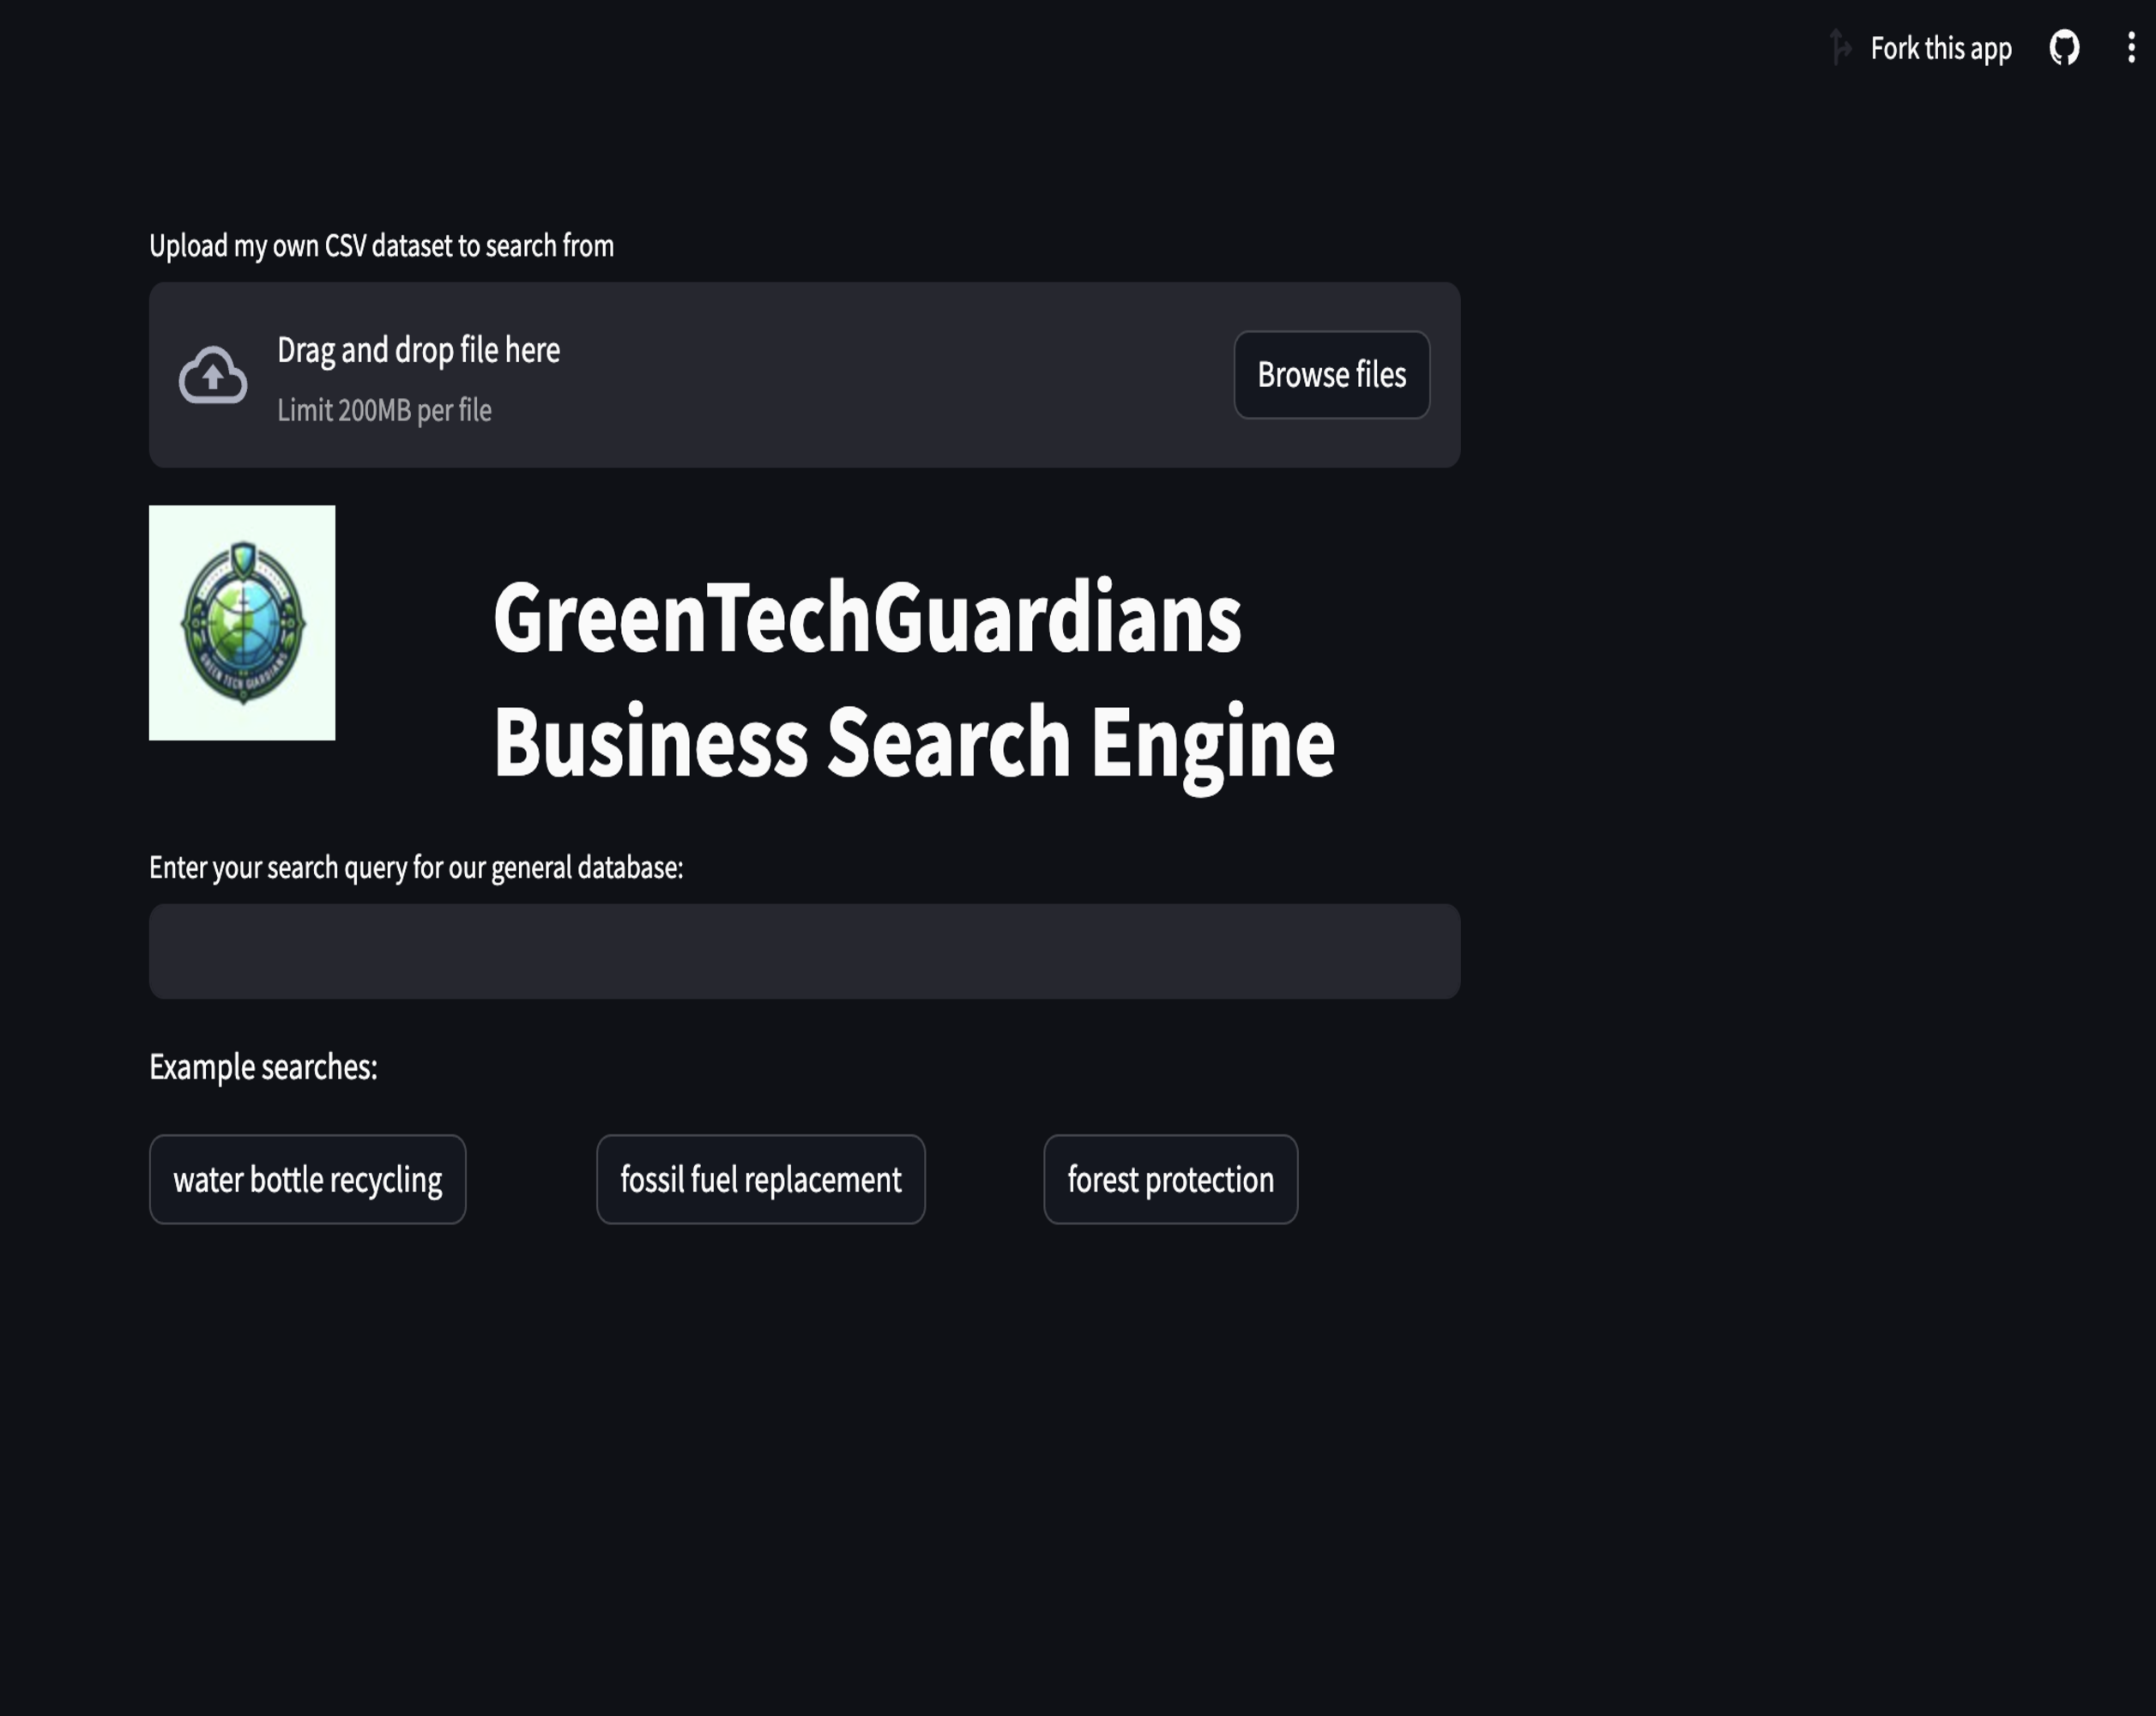 Fork this app
Upload my own CSV dataset to search from
Drag and drop file here
Limit 200MB per file
Browse files
GREEN TECH GUARDIANS
GreenTechGuardians
Business Search Engine
Enter your search query for our general database:
Example searches:
water bottle recycling
fossil fuel replacement
forest protection